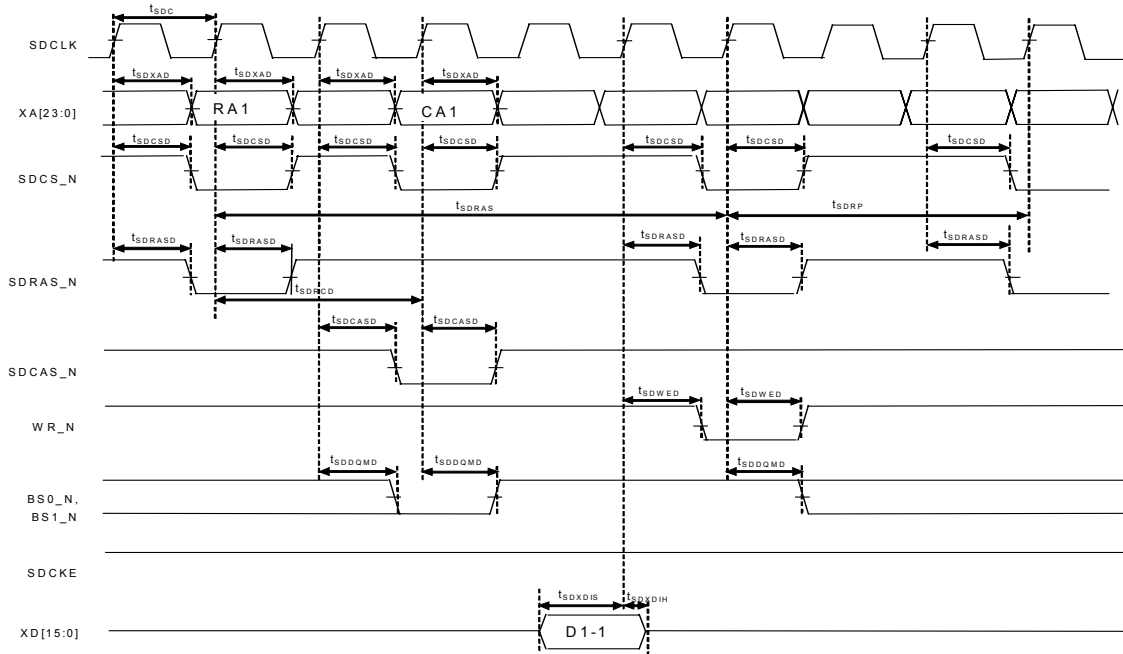 tSDC
SDCLK
tSDXAD tSDXAD tSDXAD tSDXAD
XA[23:0] RA1 CA1
tSDCSD tSDCSD tSDCSD tSDCSD tSDCSD tSDCSD tSDCSD
SDCS_N
tSDRAS tSDRP
tSDRASD tSDRASD tSDRASD tSDRASD tSDRASD
SDRAS_N
tSDRCD
tSDCASD tSDCASD
SDCAS_N
tSDWED tSDWED
WR_N
tSDDQMD tSDDQMD tSDDQMD
BS0_N,
BS1_N
SDCKE
tSDXDIS tSDXDIH
XD[15:0] D1-1